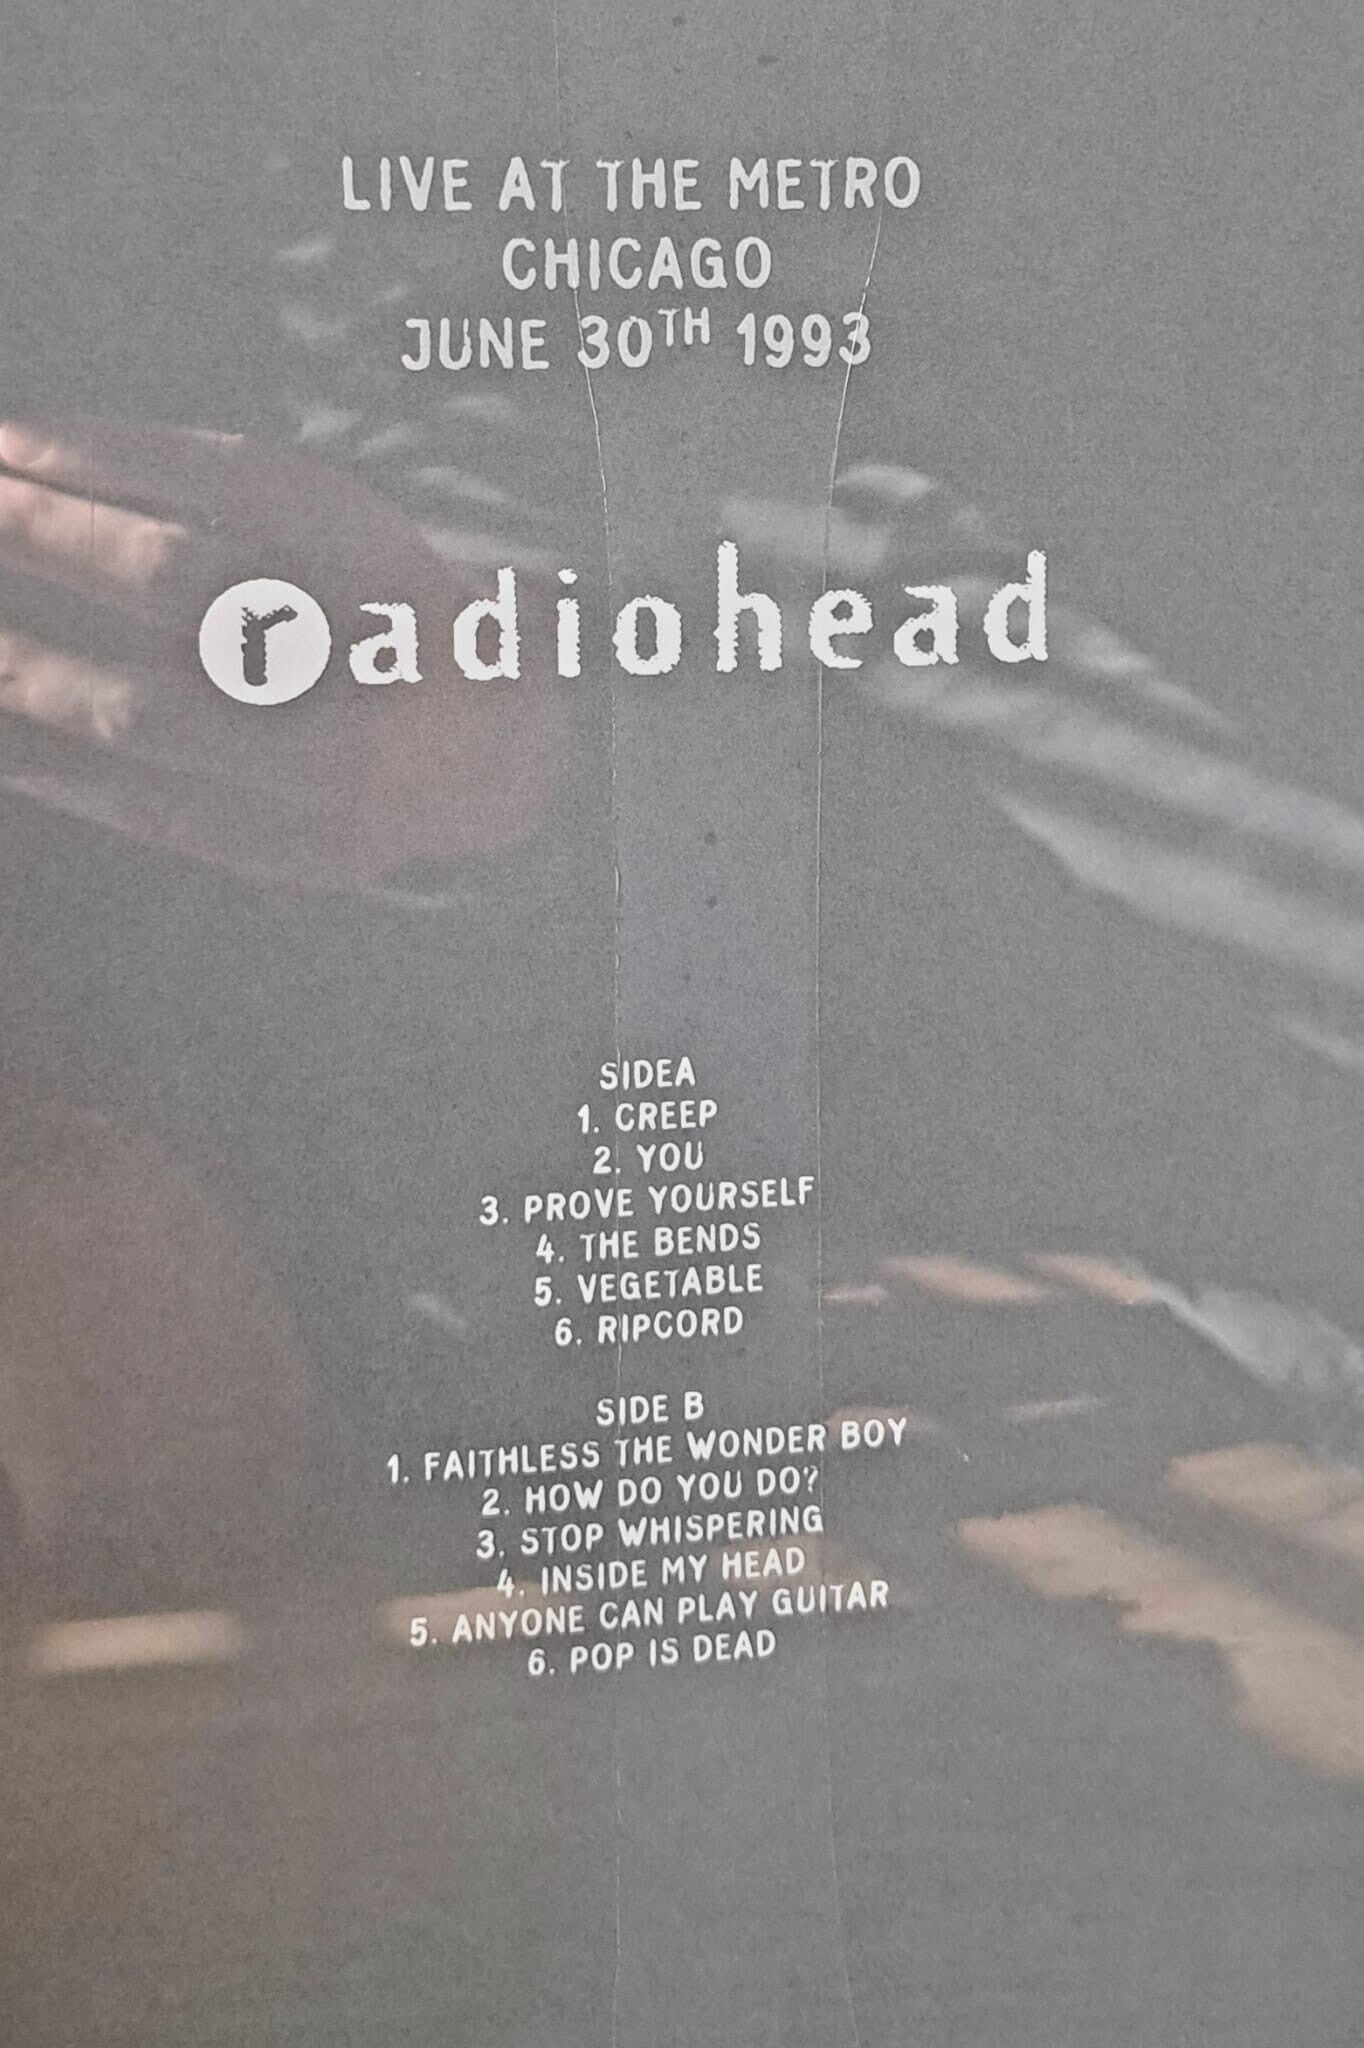 LIVE AT THE METRO
CHICAGO
JUNE 30TH 1993
radiohead
SIDEA
1. CREEP
2. YOU
3. PROVE YOURSELF
4. THE BENDS
5. VEGETABLE
6. RIPCORD
SIDE B
1. FAITHLESS THE WONDER BOY
2. HOW DO YOU DO?
3. STOP WHISPERING
4. INSIDE MY HEAD
5. ANYONE CAN PLAY GUITAR
6. POP IS DEAD